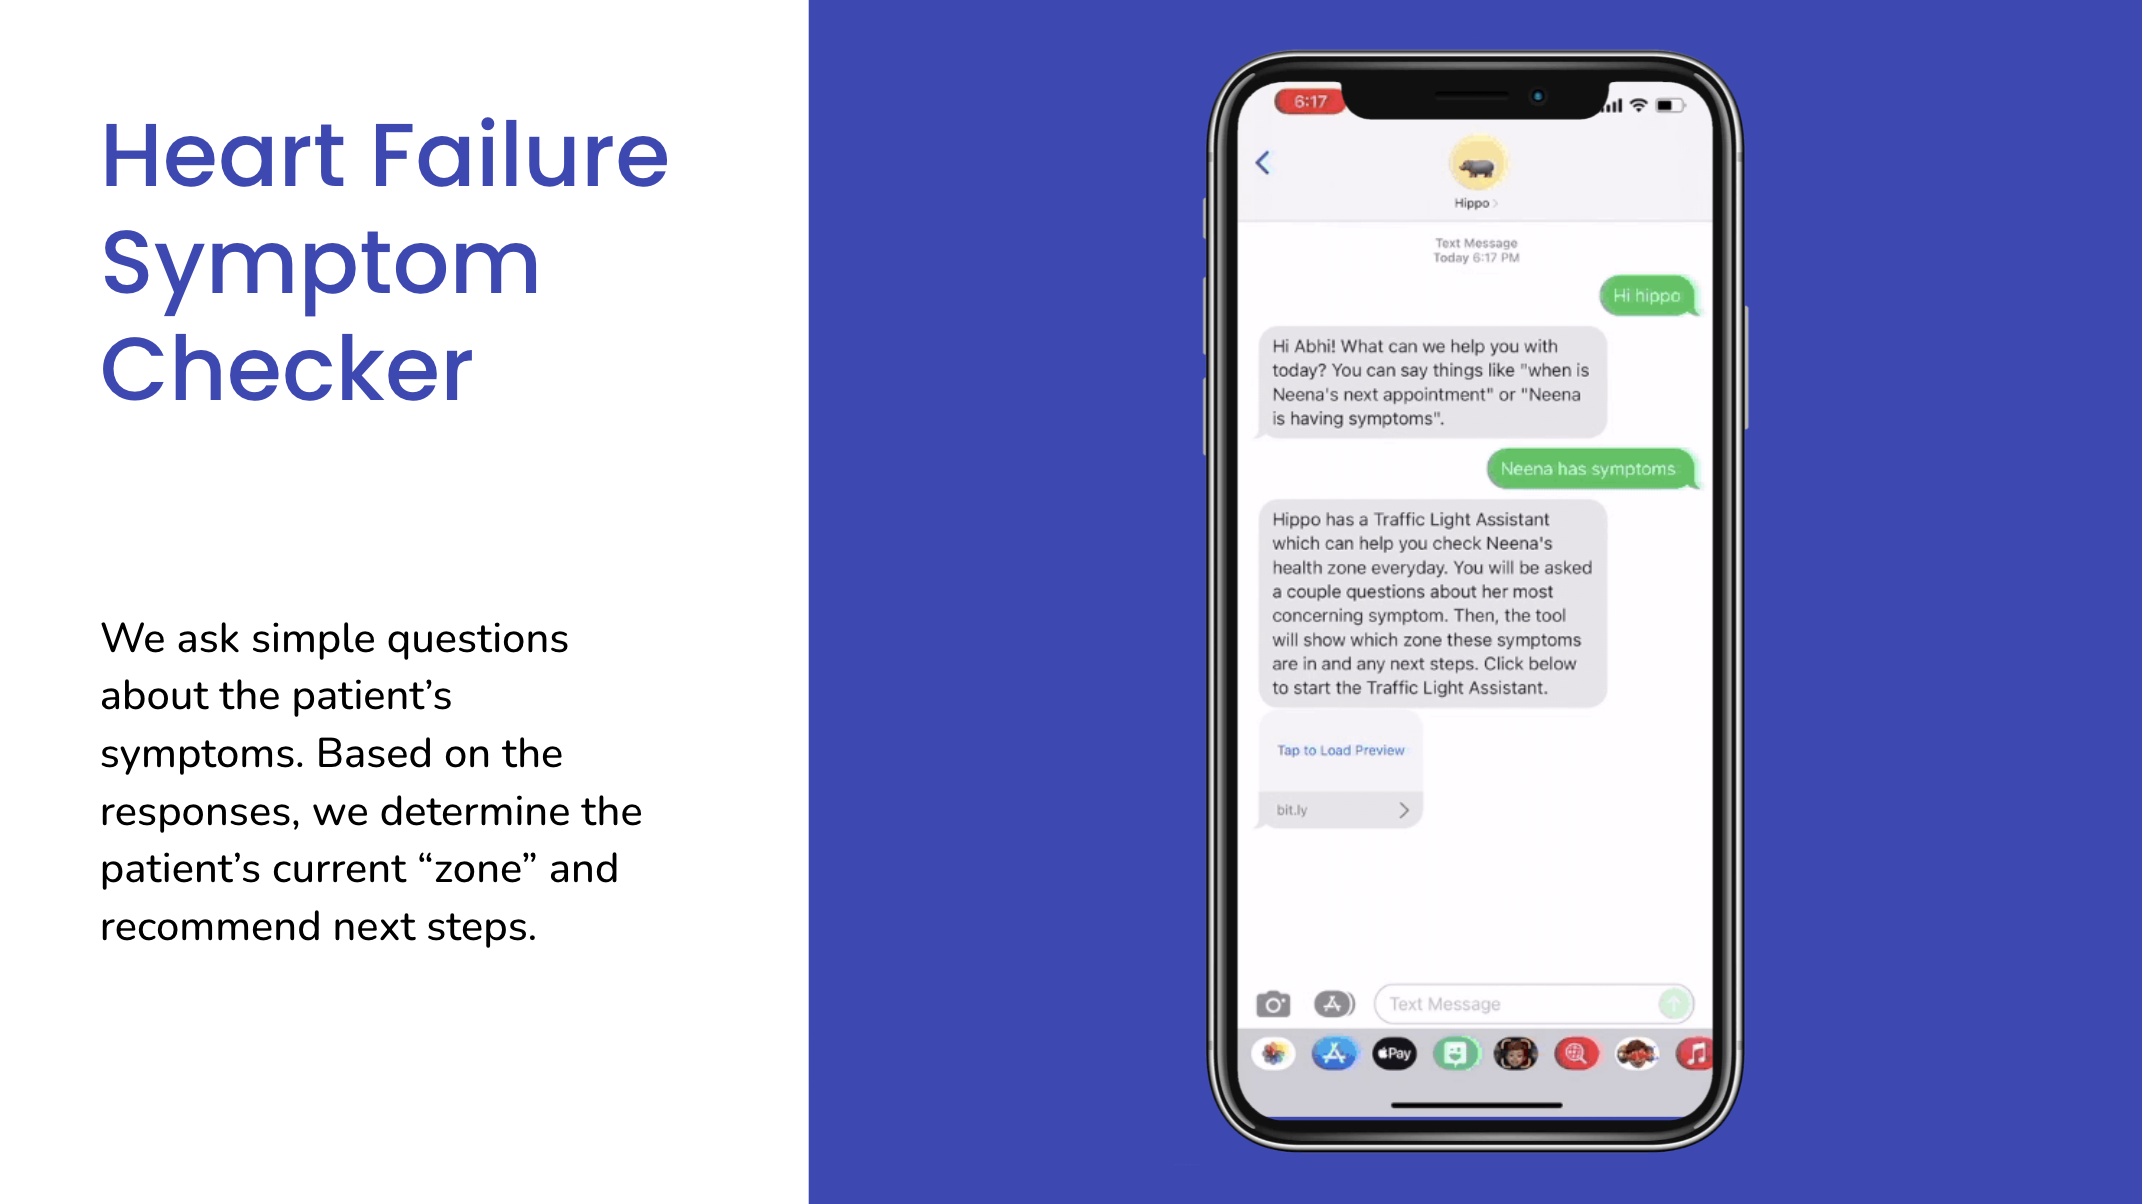 Heart Failure
Symptom
Checker
We ask simple questions
about the patient’s
symptoms. Based on the
responses, we determine the
patient’s current “zone” and
recommend next steps.
6:17
Hippo
Text Message
Today 6:17 PM
Hi hippo
Hi Abhi! What can we help you with
today? You can say things like "when is
Neena's next appointment" or "Neena
is having symptoms".
Neena has symptoms
Hippo has a Traffic Light Assistant
which can help you check Neena's
health zone everyday. You will be asked
a couple questions about her most
concerning symptom. Then, the tool
will show which zone these symptoms
are in and any next steps. Click below
to start the Traffic Light Assistant.
Tap to Load Preview
bit.ly
Text Message
Pay